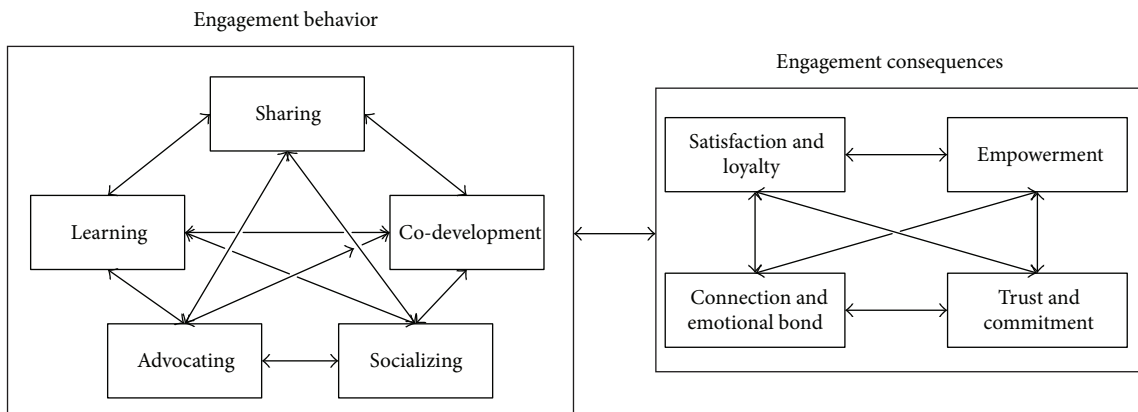 Engagement behavior
Sharing
Learning
Co-development
Advocating
Socializing
Engagement consequences
Satisfaction and
loyalty
Empowerment
Connection and
emotional bond
Trust and
commitment